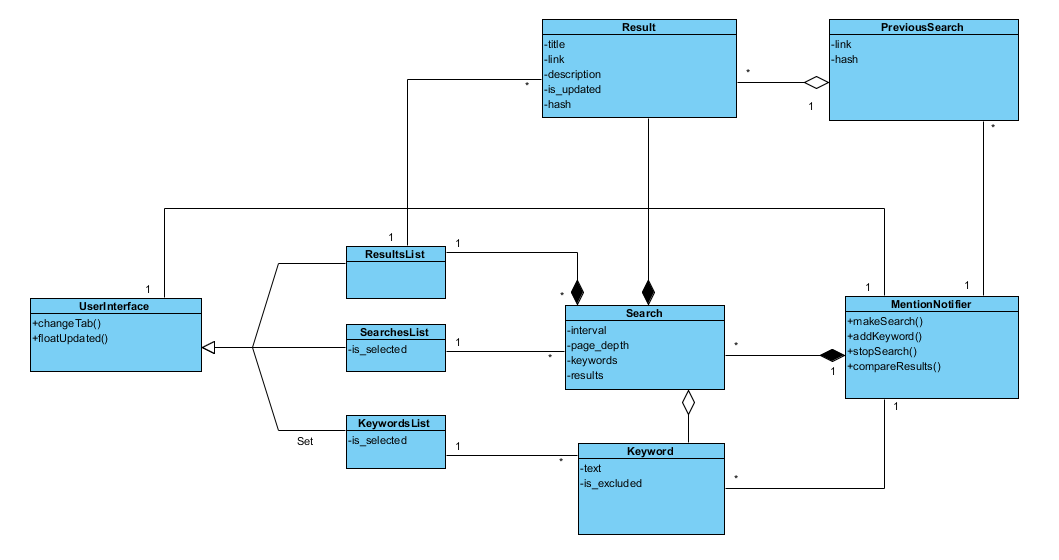 Result
-title
-link
-description
-is_updated
-hash
PreviousSearch
-link
-hash
*
*
1
*
1
1
ResultsList
1
*
UserInterface
+changeTab()
+floatUpdated()
1
SearchesList
-is_selected
1
*
Search
-interval
-page_depth
-keywords
-results
*
1
MentionNotifier
+makeSearch()
+addKeyword()
+stopSearch()
+compareResults()
1
1
1
KeywordsList
-is_selected
Set
1
*
Keyword
-text
-is_excluded
*